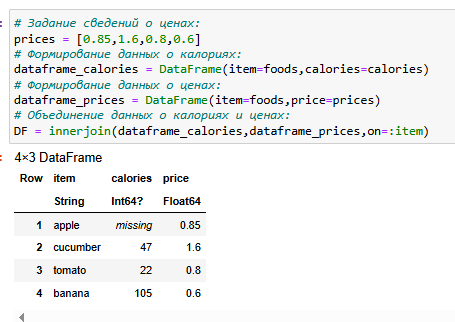 # Задание сведений о ценах:
prices = [0.85,1.6,0.8,0.6]
# Формирование данных о калориях:
dataframe_calories = DataFrame(item=foods,calories=calories)
# Формирование данных о ценах:
dataframe_prices = DataFrame(item=foods,price=prices)
# Объединение данных о калориях и ценах:
DF = innerjoin(dataframe_calories,dataframe_prices,on=:item)
4×3 DataFrame
Row item calories price
String Int64? Float64
1 apple missing 0.85
2 cucumber 47 1.6
3 tomato 22 0.8
4 banana 105 0.6